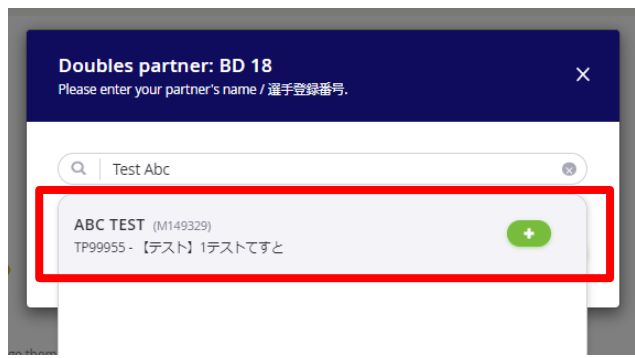 Doubles partner: BD 18
Please enter your partner's name / 選手登録番号.
Test Abc
ABC TEST (M149329)
TP99955 - 【テスト】1テストてすと